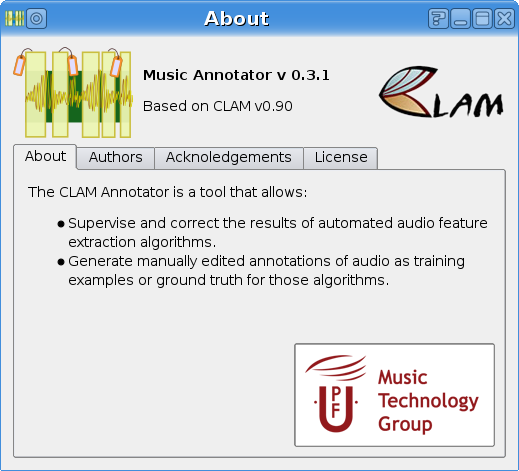 About
Music Annotator v 0.3.1
Based on CLAM v0.90
CLAM
About
Authors
Acknoledgements
License
The CLAM Annotator is a tool that allows:
● Supervise and correct the results of automated audio feature
extraction algorithms.
● Generate manually edited annotations of audio as training
examples or ground truth for those algorithms.
UPF
Music
Technology
Group